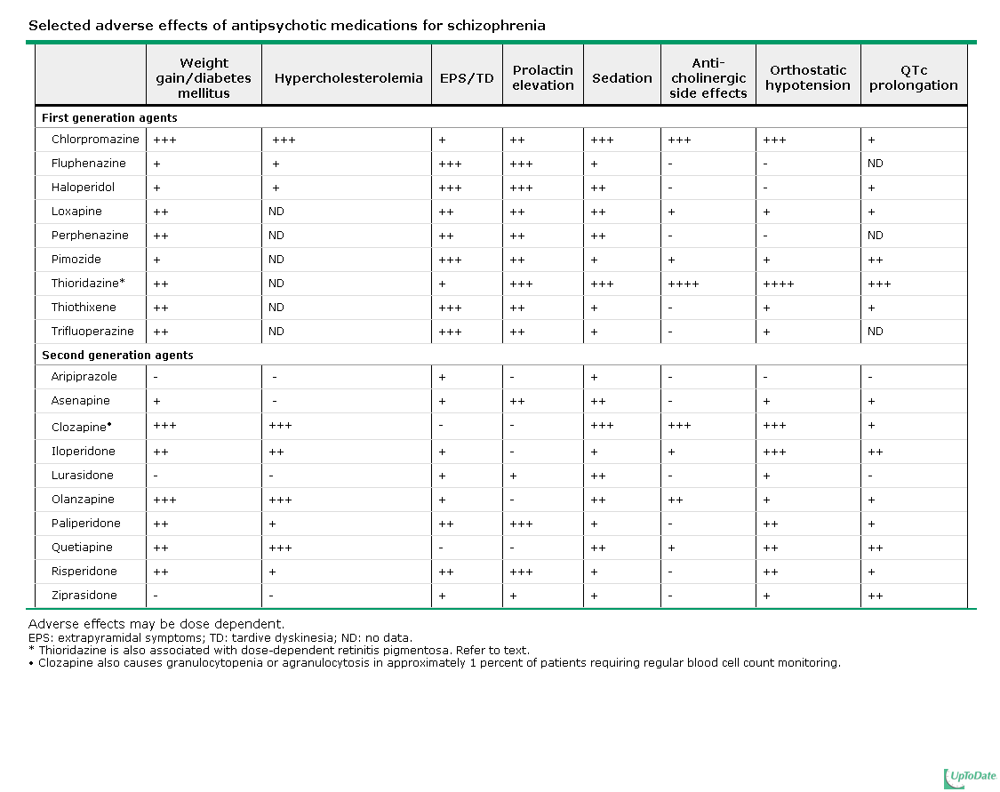 Selected adverse effects of antipsychotic medications for schizophrenia
Weight gain/diabetes mellitus Hypercholesterolemia EPS/TD Prolactin elevation Sedation Anti-cholinergic side effects Orthostatic hypotension QTc prolongation
First generation agents
Chlorpromazine +++ +++ + ++ +++ +++ +++ +
Fluphenazine + + +++ +++ + - - ND
Haloperidol + + +++ +++ ++ - - +
Loxapine ++ ND ++ ++ ++ + + +
Perphenazine ++ ND ++ ++ ++ - - ND
Pimozide + ND +++ ++ + + + ++
Thioridazine* ++ ND + +++ +++ ++++ ++++ +++
Thiothixene ++ ND +++ ++ + - + +
Trifluoperazine ++ ND +++ ++ + - + ND
Second generation agents
Aripiprazole - - + - + - - -
Asenapine + - + ++ ++ - + +
Clozapine• +++ +++ - - +++ +++ +++ +
Iloperidone ++ ++ + - + + +++ ++
Lurasidone - - + + ++ - + -
Olanzapine +++ +++ + - ++ ++ + +
Paliperidone ++ + ++ +++ + - ++ +
Quetiapine ++ +++ - - ++ + ++ ++
Risperidone ++ + ++ +++ + - ++ +
Ziprasidone - - + + + - + ++
Adverse effects may be dose dependent.
EPS: extrapyramidal symptoms; TD: tardive dyskinesia; ND: no data.
* Thioridazine is also associated with dose-dependent retinitis pigmentosa. Refer to text.
• Clozapine also causes granulocytopenia or agranulocytosis in approximately 1 percent of patients requiring regular blood cell count monitoring.
UpToDate.